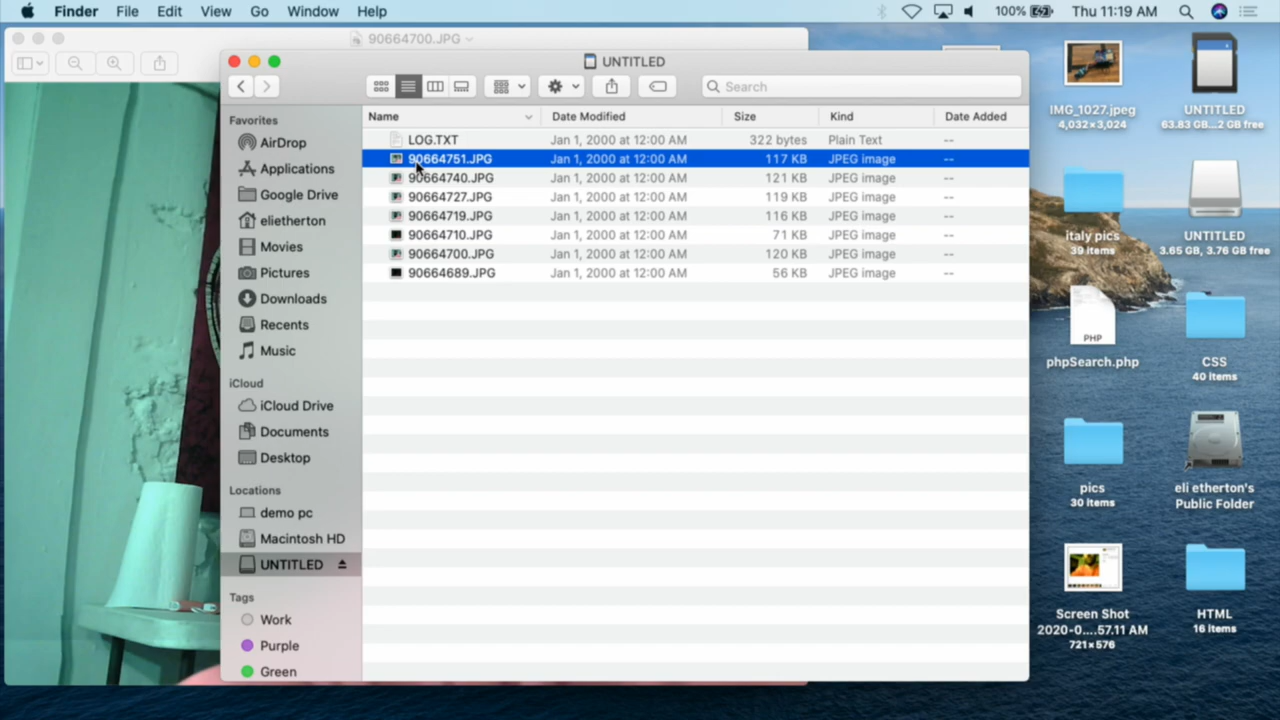 Finder File Edit View Go Window Help 100% Thu 11:19 AM
90664700.JPG
UNTITLED
Search
Name Date Modified Size Kind Date Added
LOG.TXT Jan 1, 2000 at 12:00 AM 322 bytes Plain Text --
90664751.JPG Jan 1, 2000 at 12:00 AM 117 KB JPEG image --
90664740.JPG Jan 1, 2000 at 12:00 AM 121 KB JPEG image --
90664727.JPG Jan 1, 2000 at 12:00 AM 119 KB JPEG image --
90664719.JPG Jan 1, 2000 at 12:00 AM 116 KB JPEG image --
90664710.JPG Jan 1, 2000 at 12:00 AM 71 KB JPEG image --
90664700.JPG Jan 1, 2000 at 12:00 AM 120 KB JPEG image --
90664689.JPG Jan 1, 2000 at 12:00 AM 56 KB JPEG image --
Favorites
AirDrop
Applications
Google Drive
elietherton
Movies
Pictures
Downloads
Recents
Music
iCloud
iCloud Drive
Documents
Desktop
Locations
demo pc
Macintosh HD
UNTITLED
Tags
Work
Purple
Green
IMG_1027.jpeg
4,032×3,024
UNTITLED
63.83 GB...2 GB free
italy pics
39 items
UNTITLED
3.65 GB, 3.76 GB free
PHP
phpSearch.php
CSS
40 items
pics
30 items
eli etherton's
Public Folder
Screen Shot
2020-0....57.11 AM
721×576
HTML
16 items